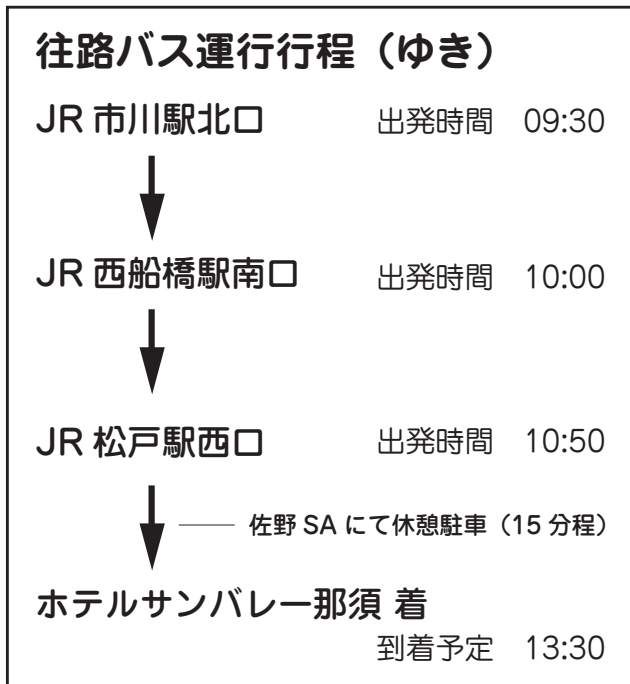 往路バス運行行程（ゆき）
JR 市川駅北口 出発時間 09:30
JR 西船橋駅南口 出発時間 10:00
JR 松戸駅西口 出発時間 10:50
佐野 SA にて休憩駐車（15 分程）
ホテルサンバレー那須 着
到着予定 13:30